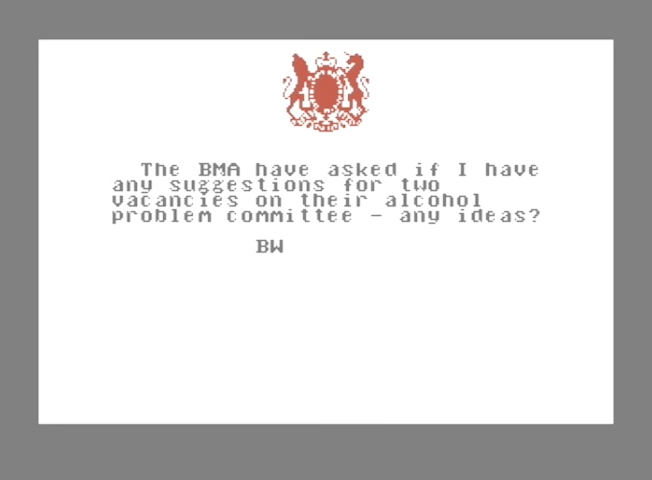 The BMA have asked if I have
any suggestions for two
vacancies on their alcohol
problem committee - any ideas?
BW